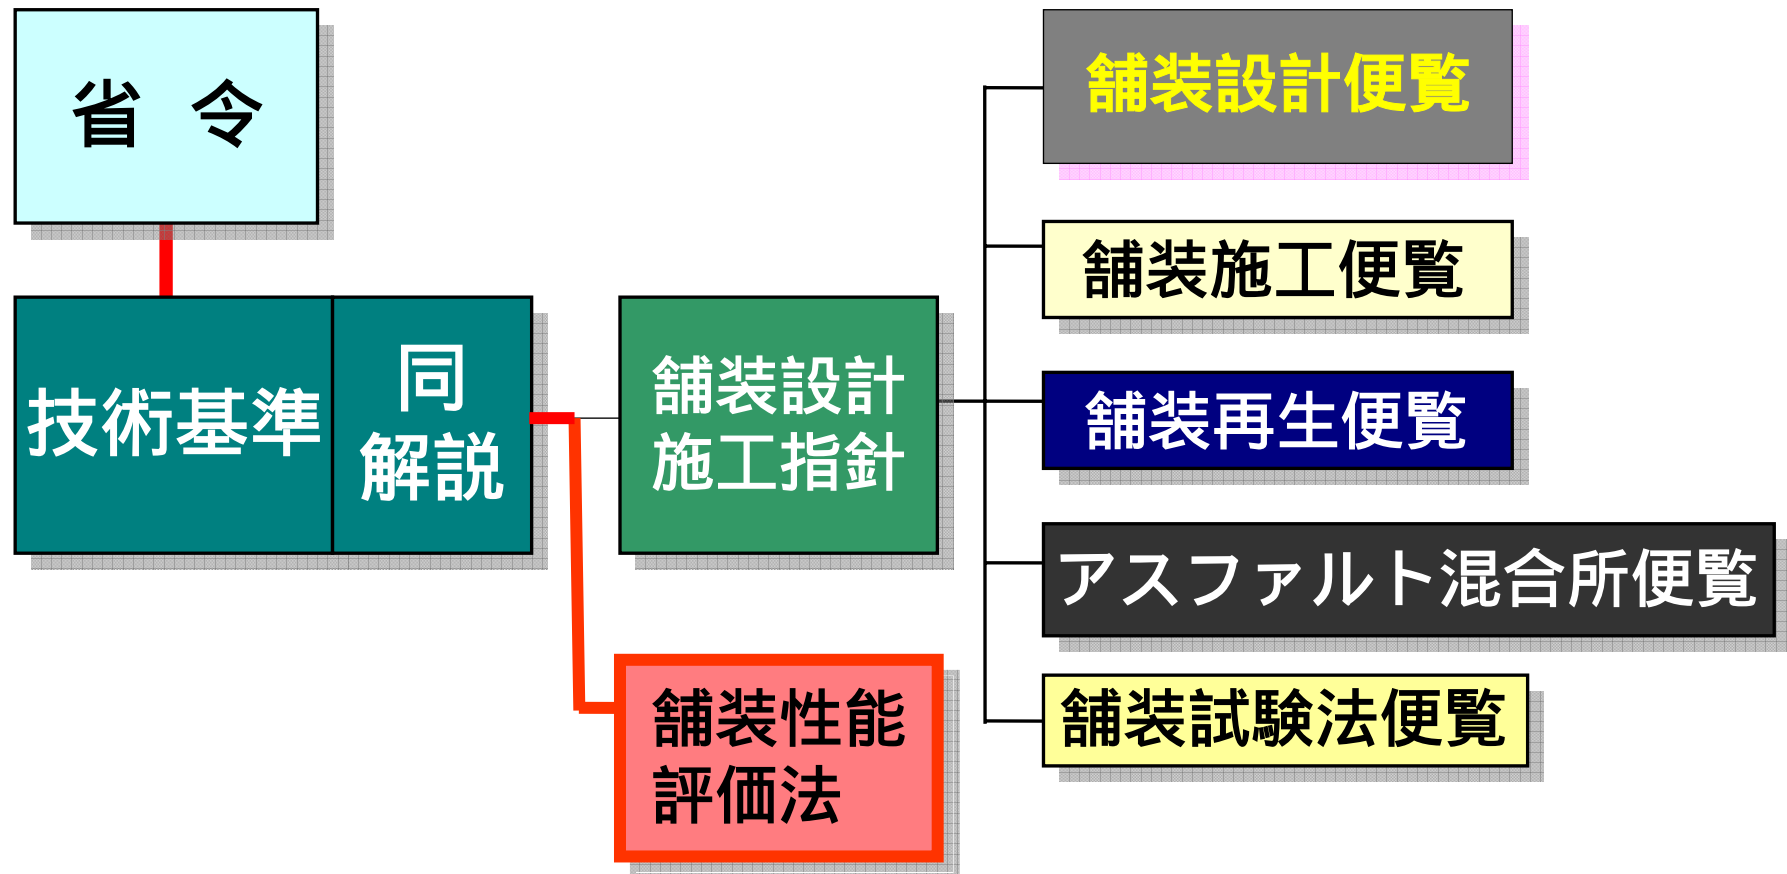 省 令
技術基準
同
解説
舗装設計
施工指針
舗装性能
評価法
舗装設計便覧
舗装施工便覧
舗装再生便覧
アスファルト混合所便覧
舗装試験法便覧